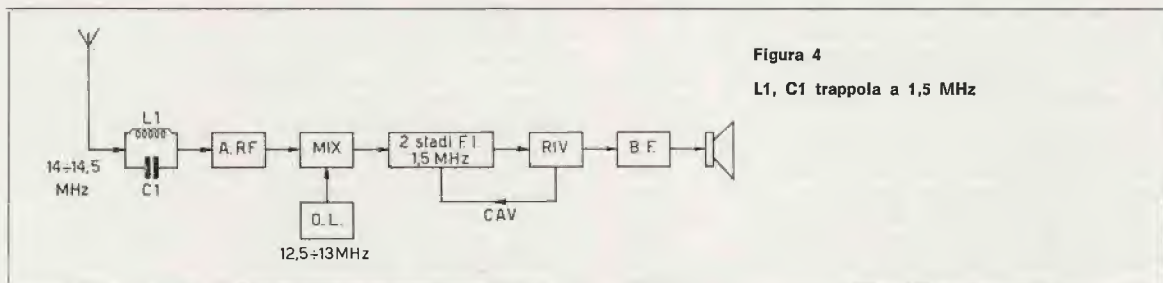 Figura 4
L1, C1 trappola a 1,5 MHz
L1
C1
14÷14,5
MHz
A.RF
MIX
2 stadi F.I.
1,5 MHz
RIV
B.F.
CAV
O.L.
12,5÷13MHz